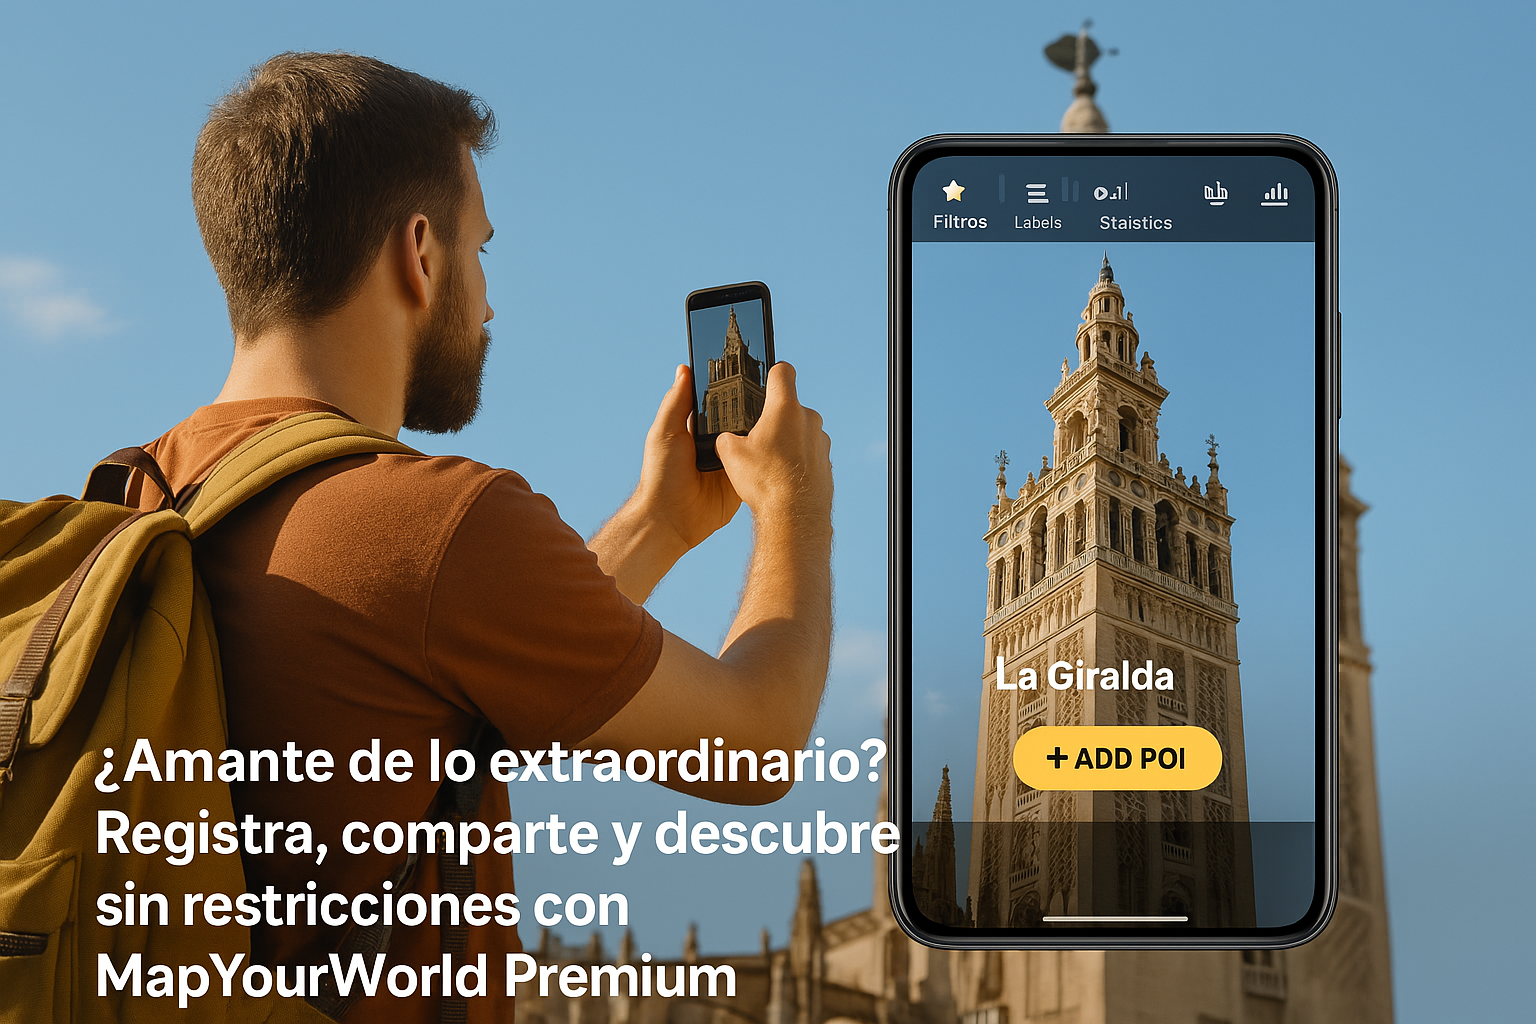 Filtros
Labels
Staistics
La Giralda
+ ADD POI
¿Amante de lo extraordinario?
Registra, comparte y descubre
sin restricciones con
MapYourWorld Premium